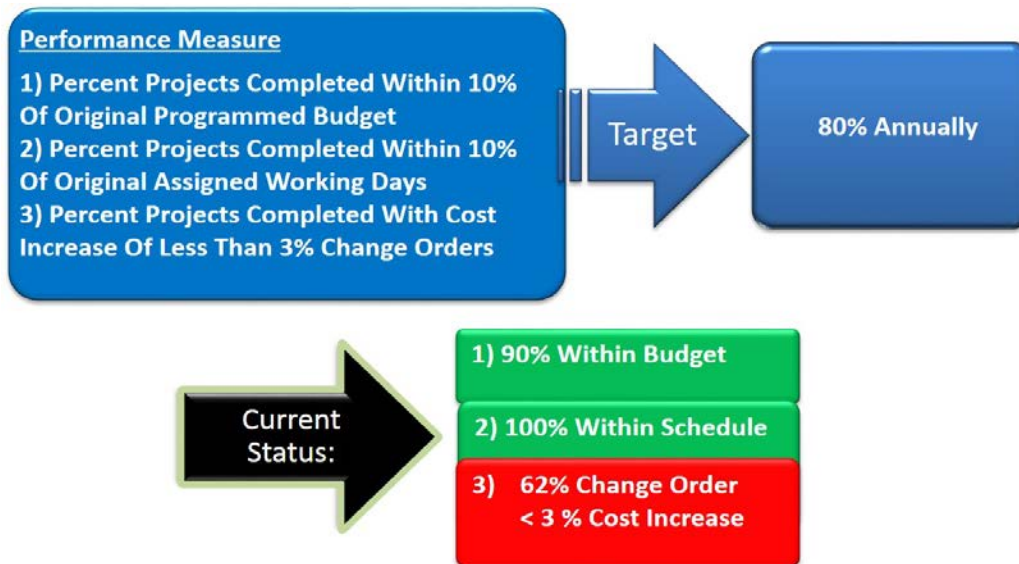 Performance Measure
1) Percent Projects Completed Within 10%
Of Original Programmed Budget
2) Percent Projects Completed Within 10%
Of Original Assigned Working Days
3) Percent Projects Completed With Cost
Increase Of Less Than 3% Change Orders
Target
80% Annually
Current
Status:
1) 90% Within Budget
2) 100% Within Schedule
3) 62% Change Order
< 3 % Cost Increase